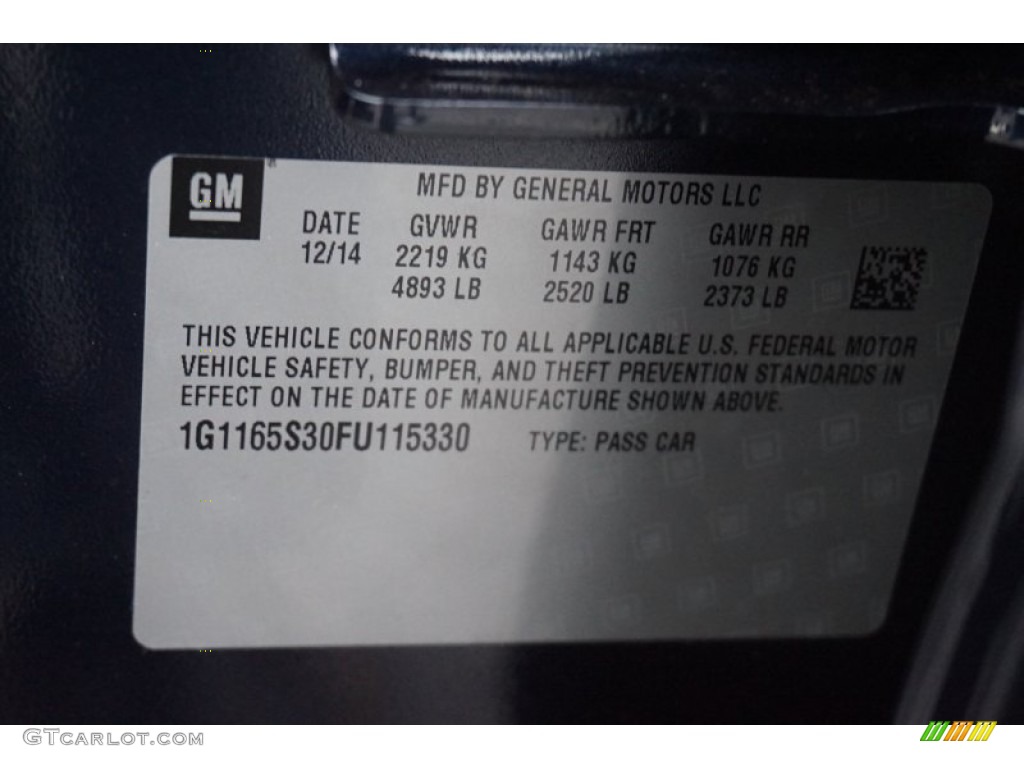 GM
MFD BY GENERAL MOTORS LLC
DATE GVWR GAWR FRT GAWR RR
12/14 2219 KG 1143 KG 1076 KG
4893 LB 2520 LB 2373 LB
THIS VEHICLE CONFORMS TO ALL APPLICABLE U.S. FEDERAL MOTOR
VEHICLE SAFETY, BUMPER, AND THEFT PREVENTION STANDARDS IN
EFFECT ON THE DATE OF MANUFACTURE SHOWN ABOVE.
1G1165S30FU115330 TYPE: PASS CAR
GTCarLot.com